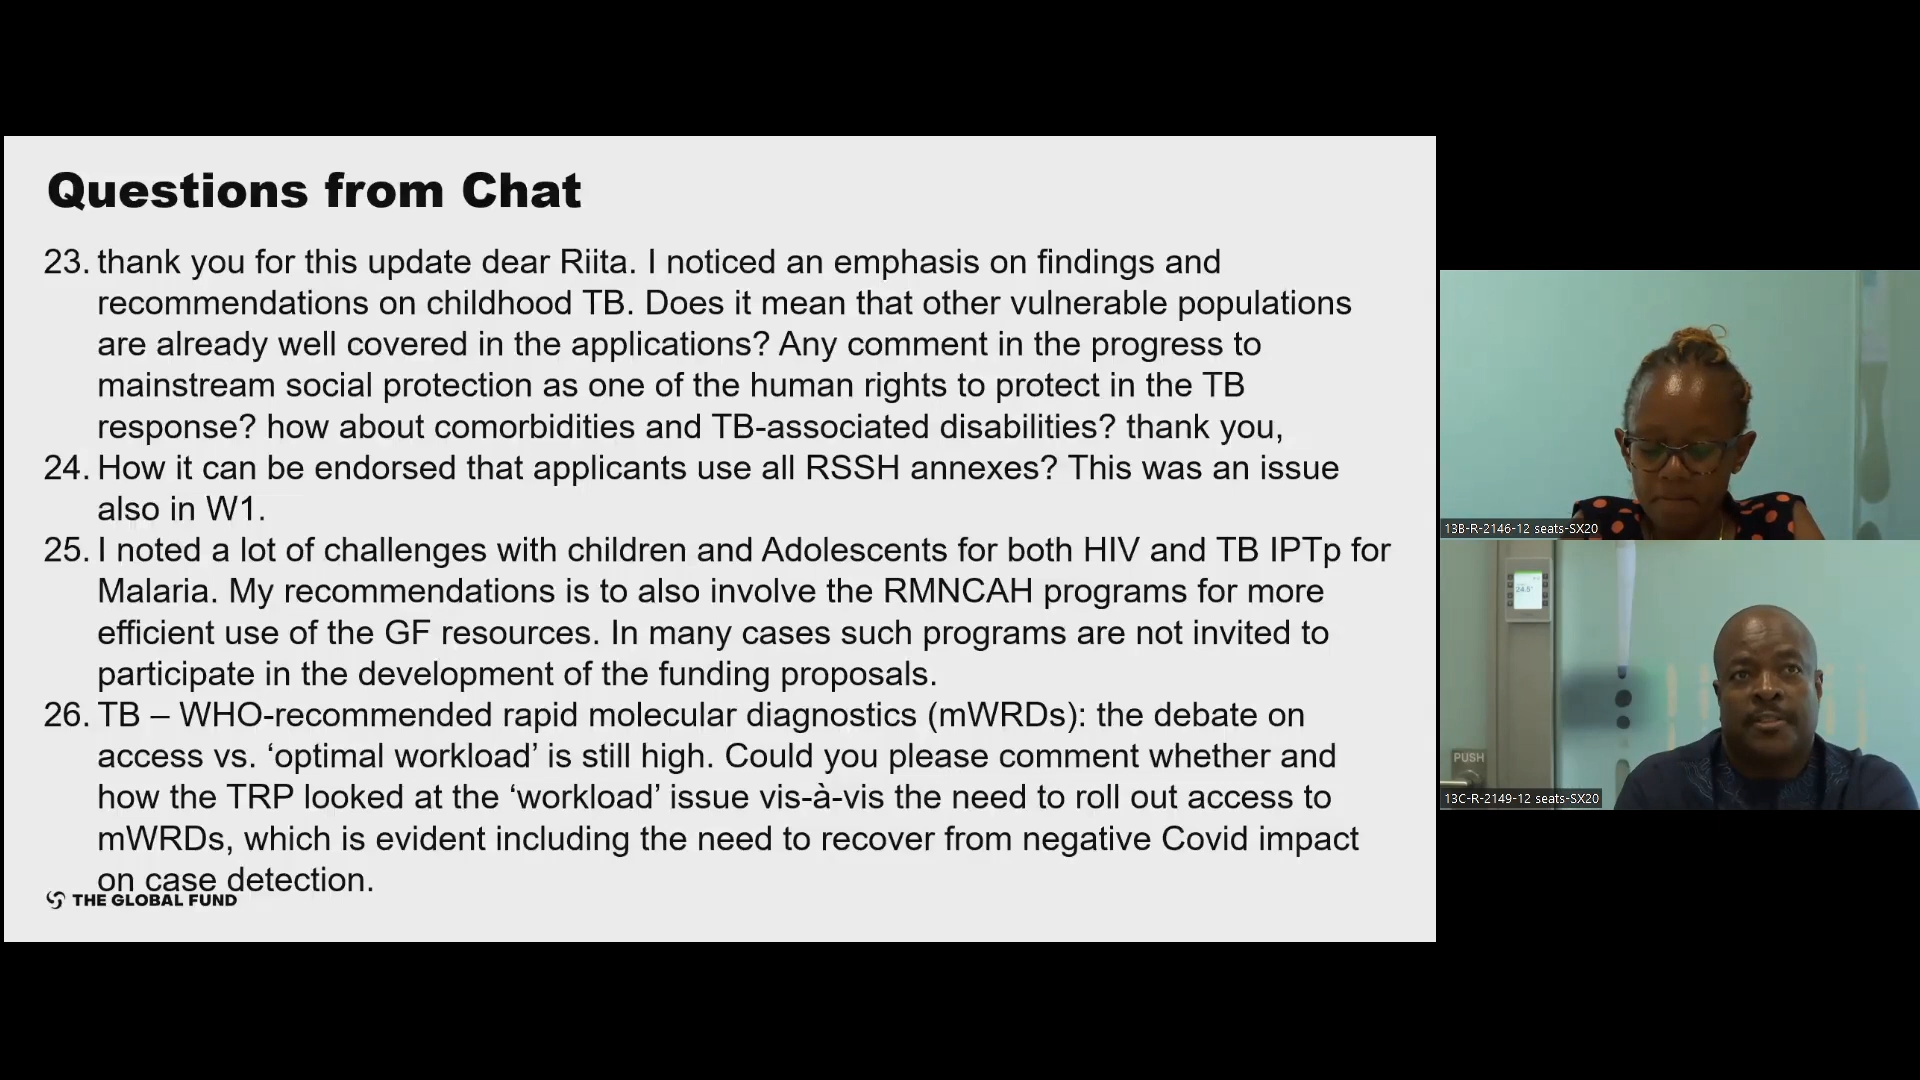 Questions from Chat
23. thank you for this update dear Riita. I noticed an emphasis on findings and
recommendations on childhood TB. Does it mean that other vulnerable populations
are already well covered in the applications? Any comment in the progress to
mainstream social protection as one of the human rights to protect in the TB
response? how about comorbidities and TB-associated disabilities? thank you,
24. How it can be endorsed that applicants use all RSSH annexes? This was an issue
also in W1.
25. I noted a lot of challenges with children and Adolescents for both HIV and TB IPTp for
Malaria. My recommendations is to also involve the RMNCAH programs for more
efficient use of the GF resources. In many cases such programs are not invited to
participate in the development of the funding proposals.
26. TB – WHO-recommended rapid molecular diagnostics (mWRDs): the debate on
access vs. ‘optimal workload’ is still high. Could you please comment whether and
how the TRP looked at the ‘workload’ issue vis-à-vis the need to roll out access to
mWRDs, which is evident including the need to recover from negative Covid impact
on case detection.
THE GLOBAL FUND
13B-R-2146-12 seats-SX20
24.5°
PUSH
13C-R-2149-12 seats-SX20